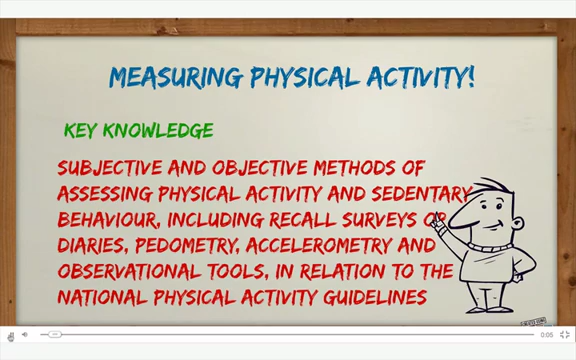 MEASURING PHYSICAL ACTIVITY!
KEY KNOWLEDGE
SUBJECTIVE AND OBJECTIVE METHODS OF
ASSESSING PHYSICAL ACTIVITY AND SEDENTARY
BEHAVIOUR, INCLUDING RECALL SURVEYS OR
DIARIES, PEDOMETRY, ACCELEROMETRY AND
OBSERVATIONAL TOOLS, IN RELATION TO THE
NATIONAL PHYSICAL ACTIVITY GUIDELINES
0:05